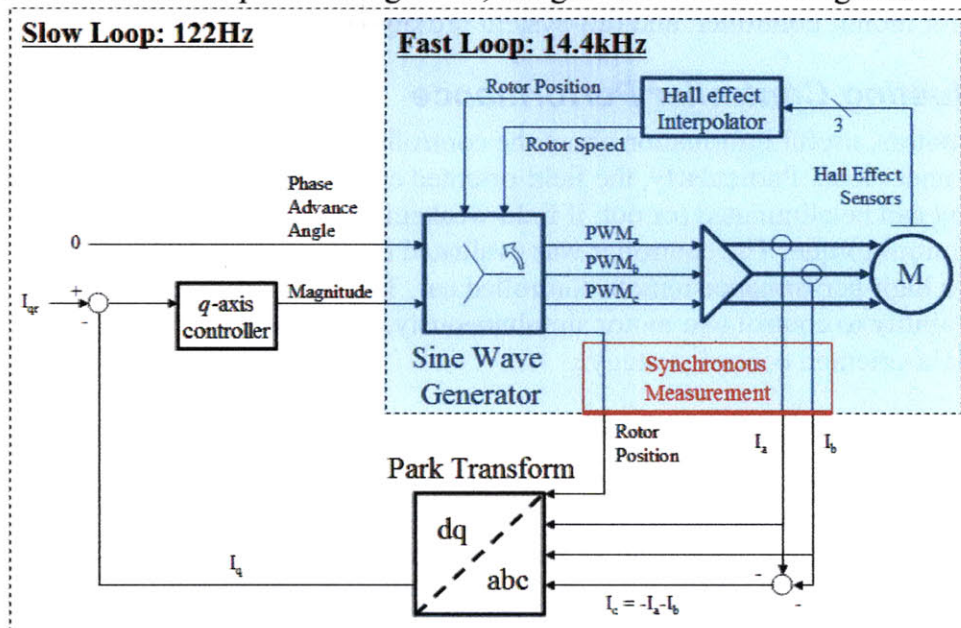 Slow Loop: 122Hz
Fast Loop: 14.4kHz
Rotor Position
Hall effect
Interpolator
3
Rotor Speed
Hall Effect
Sensors
Phase
Advance
Angle
0
PWMa
PWMb
PWMc
M
Iqr
+
-
q-axis
controller
Magnitude
Sine Wave
Generator
Synchronous
Measurement
Rotor
Position
Ia
Ib
Park Transform
dq
abc
Iq
-
-
Ic = -Ia-Ib